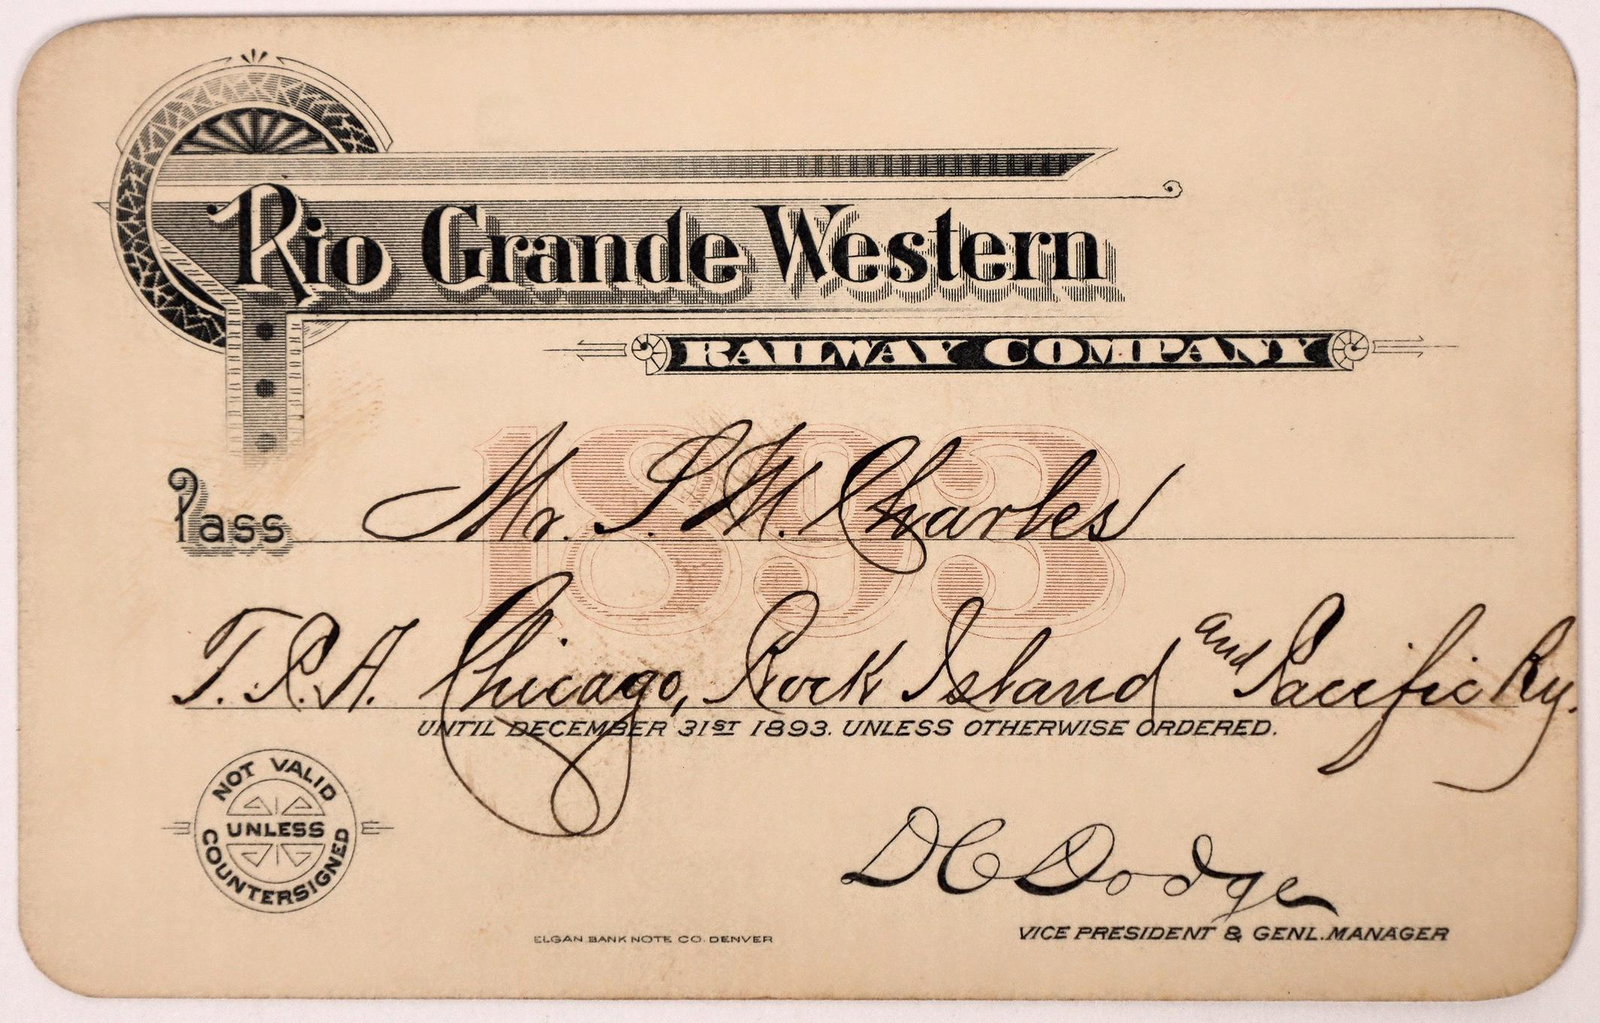 Rio Grande Western
RAILWAY COMPANY
1893
Pass Mr. S. W. Charles
T. P. A. Chicago, Rock Island and Pacific Ry.
UNTIL DECEMBER 31ST 1893. UNLESS OTHERWISE ORDERED.
NOT VALID
UNLESS
COUNTERSIGNED
D C Dodge
VICE PRESIDENT & GENL. MANAGER
ELGAN BANK NOTE CO. DENVER